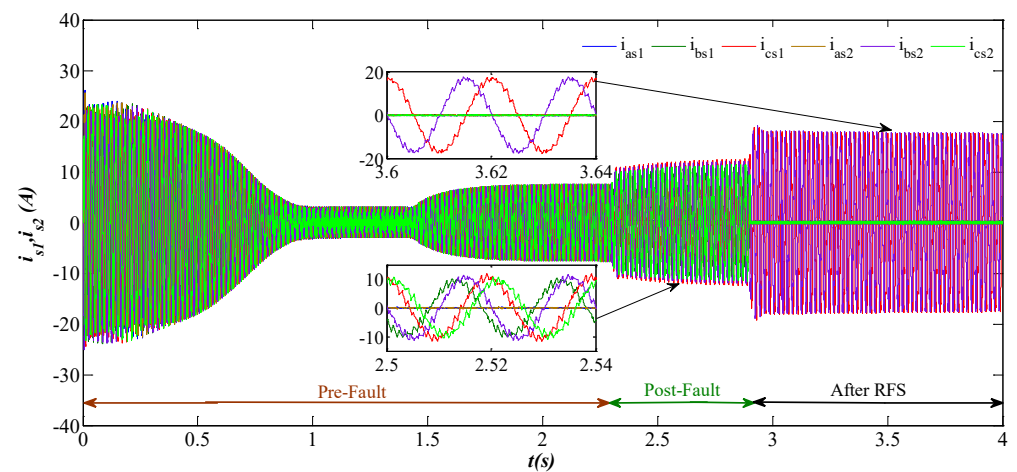 40
30
20
10
0
-10
-20
-30
-40
i_s1,i_s2 (A)
i_as1 i_bs1 i_cs1 i_as2 i_bs2 i_cs2
20
0
-20
3.6 3.62 3.64
10
0
-10
2.5 2.52 2.54
Pre-Fault Post-Fault After RFS
0 0.5 1 1.5 2 2.5 3 3.5 4
t(s)